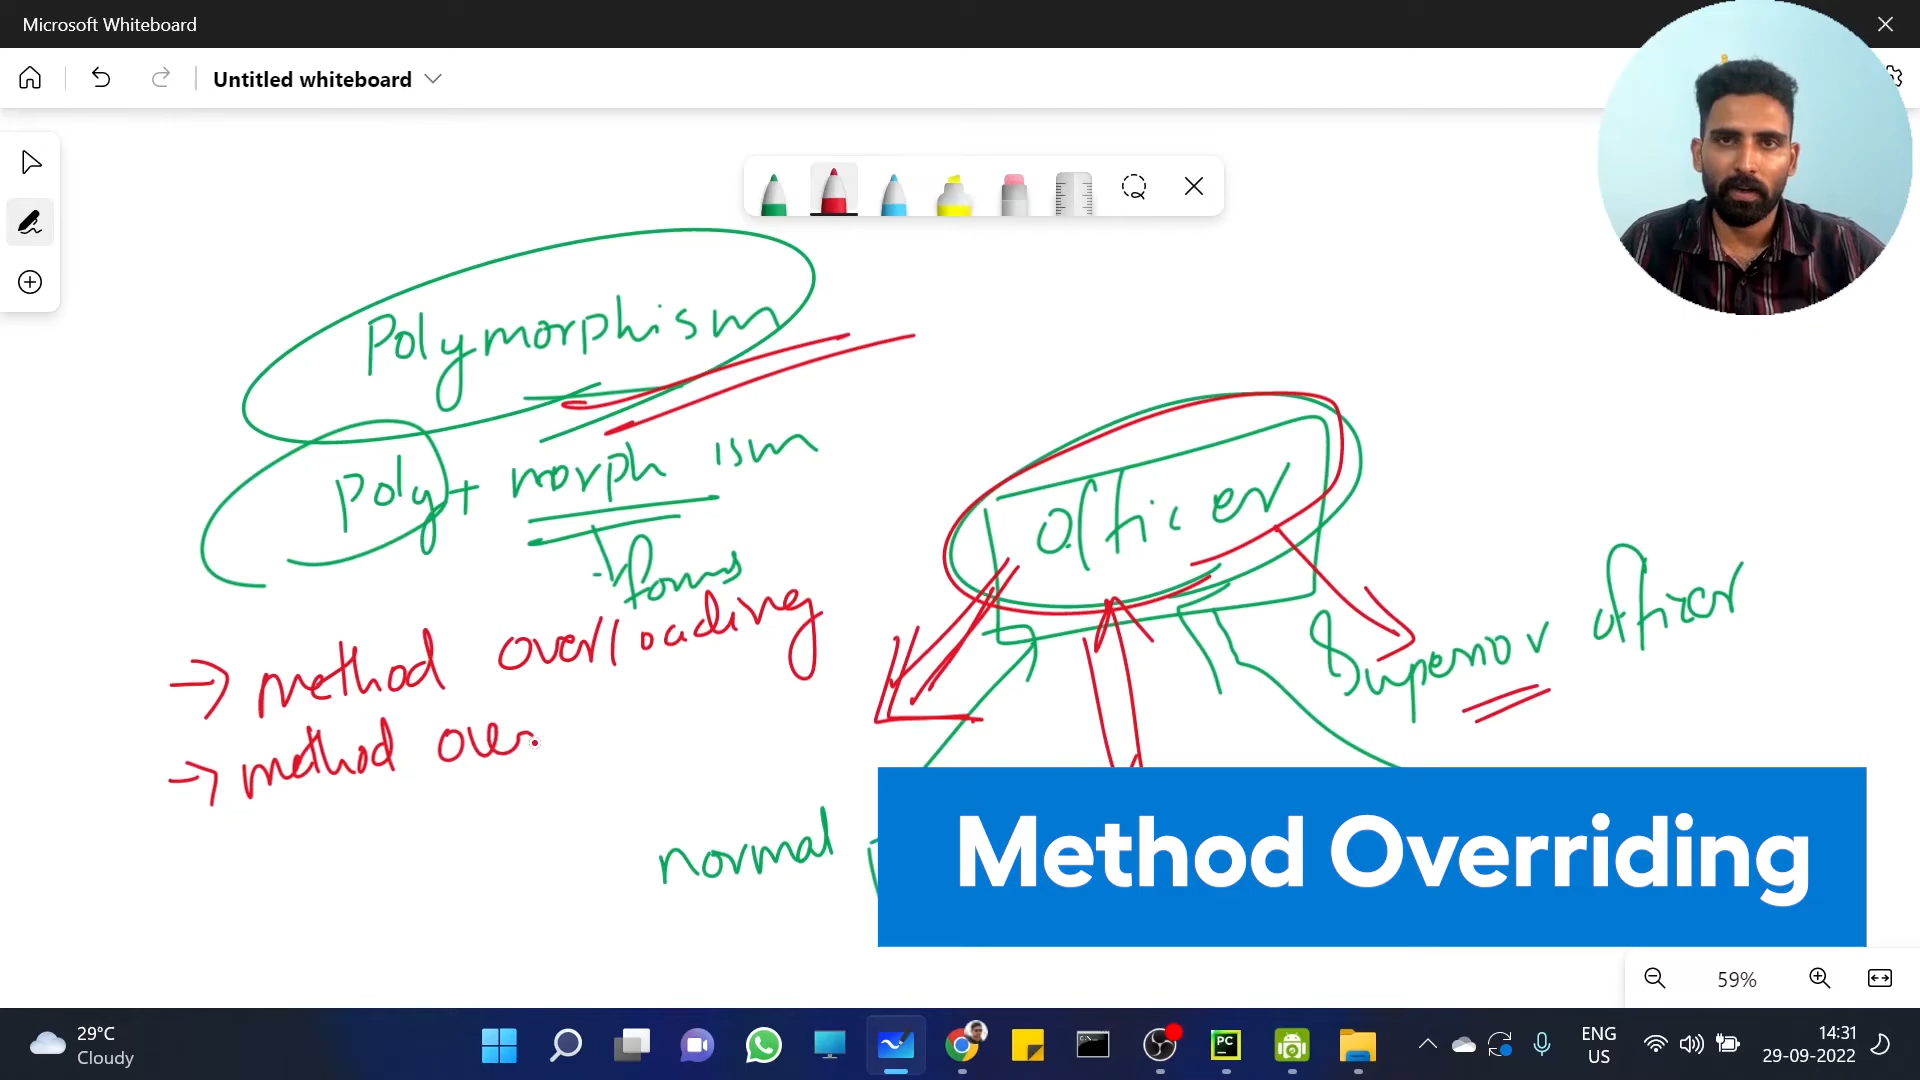 Microsoft Whiteboard
Untitled whiteboard
Polymorphism
Poly + morph ism
forms
officer
Superior officer
→ method overloading
→ method over
normal
Method Overriding
59%
29°C
Cloudy
PC
ENG
US
14:31
29-09-2022